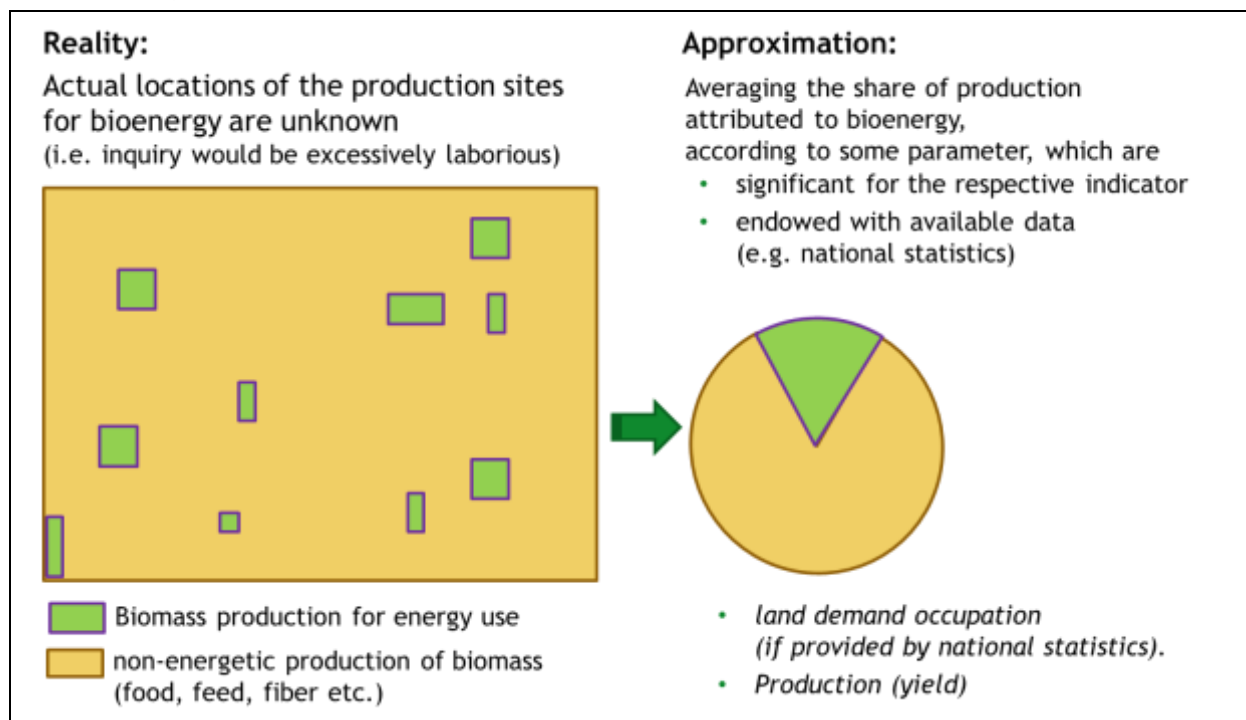 Reality:
Actual locations of the production sites
for bioenergy are unknown
(i.e. inquiry would be excessively laborious)
Biomass production for energy use
non-energetic production of biomass
(food, feed, fiber etc.)
Approximation:
Averaging the share of production
attributed to bioenergy,
according to some parameter, which are
• significant for the respective indicator
• endowed with available data
(e.g. national statistics)
• land demand occupation
(if provided by national statistics).
• Production (yield)